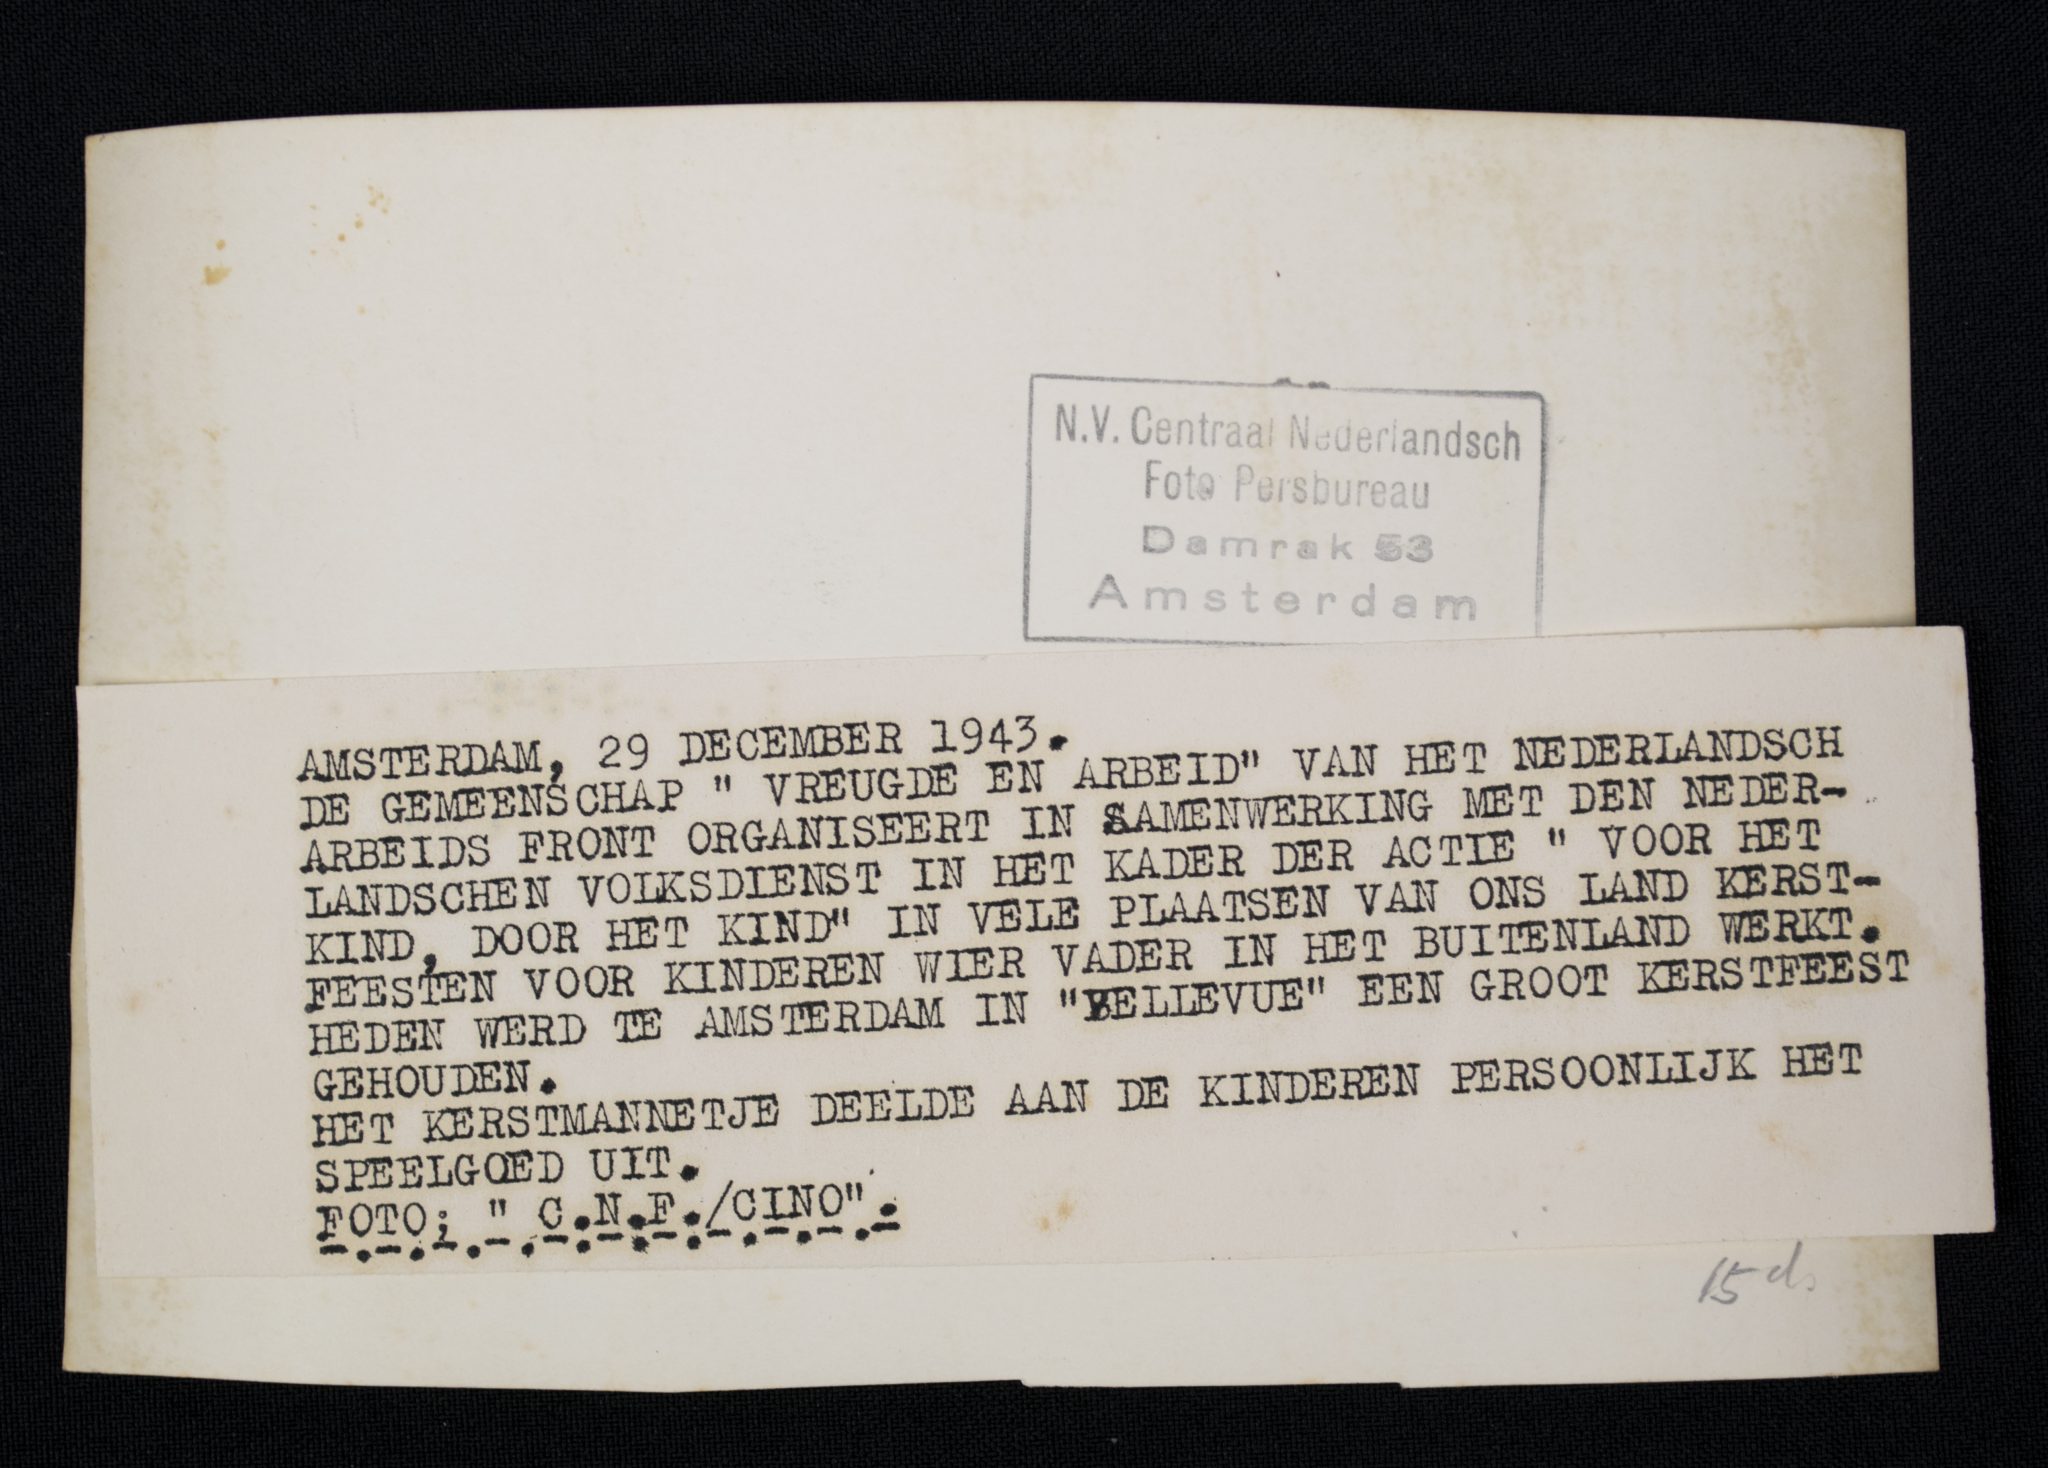 N.V. Centraal Nederlandsch
Foto Persbureau
Damrak 53
Amsterdam
AMSTERDAM, 29 DECEMBER 1943.
DE GEMEENSCHAP " VREUGDE EN ARBEID" VAN HET NEDERLANDSCH
ARBEIDS FRONT ORGANISEERT IN SAMENWERKING MET DEN NEDER-
LANDSCHEN VOLKSDIENST IN HET KADER DER ACTIE " VOOR HET
KIND, DOOR HET KIND" IN VELE PLAATSEN VAN ONS LAND KERST-
FEESTEN VOOR KINDEREN WIER VADER IN HET BUITENLAND WERKT.
HEDEN WERD TE AMSTERDAM IN "BELLEVUE" EEN GROOT KERSTFEEST
GEHOUDEN.
HET KERSTMANNETJE DEELDE AAN DE KINDEREN PERSOONLIJK HET
SPEELGOED UIT.
FOTO; " C.N.F./CINO".
15